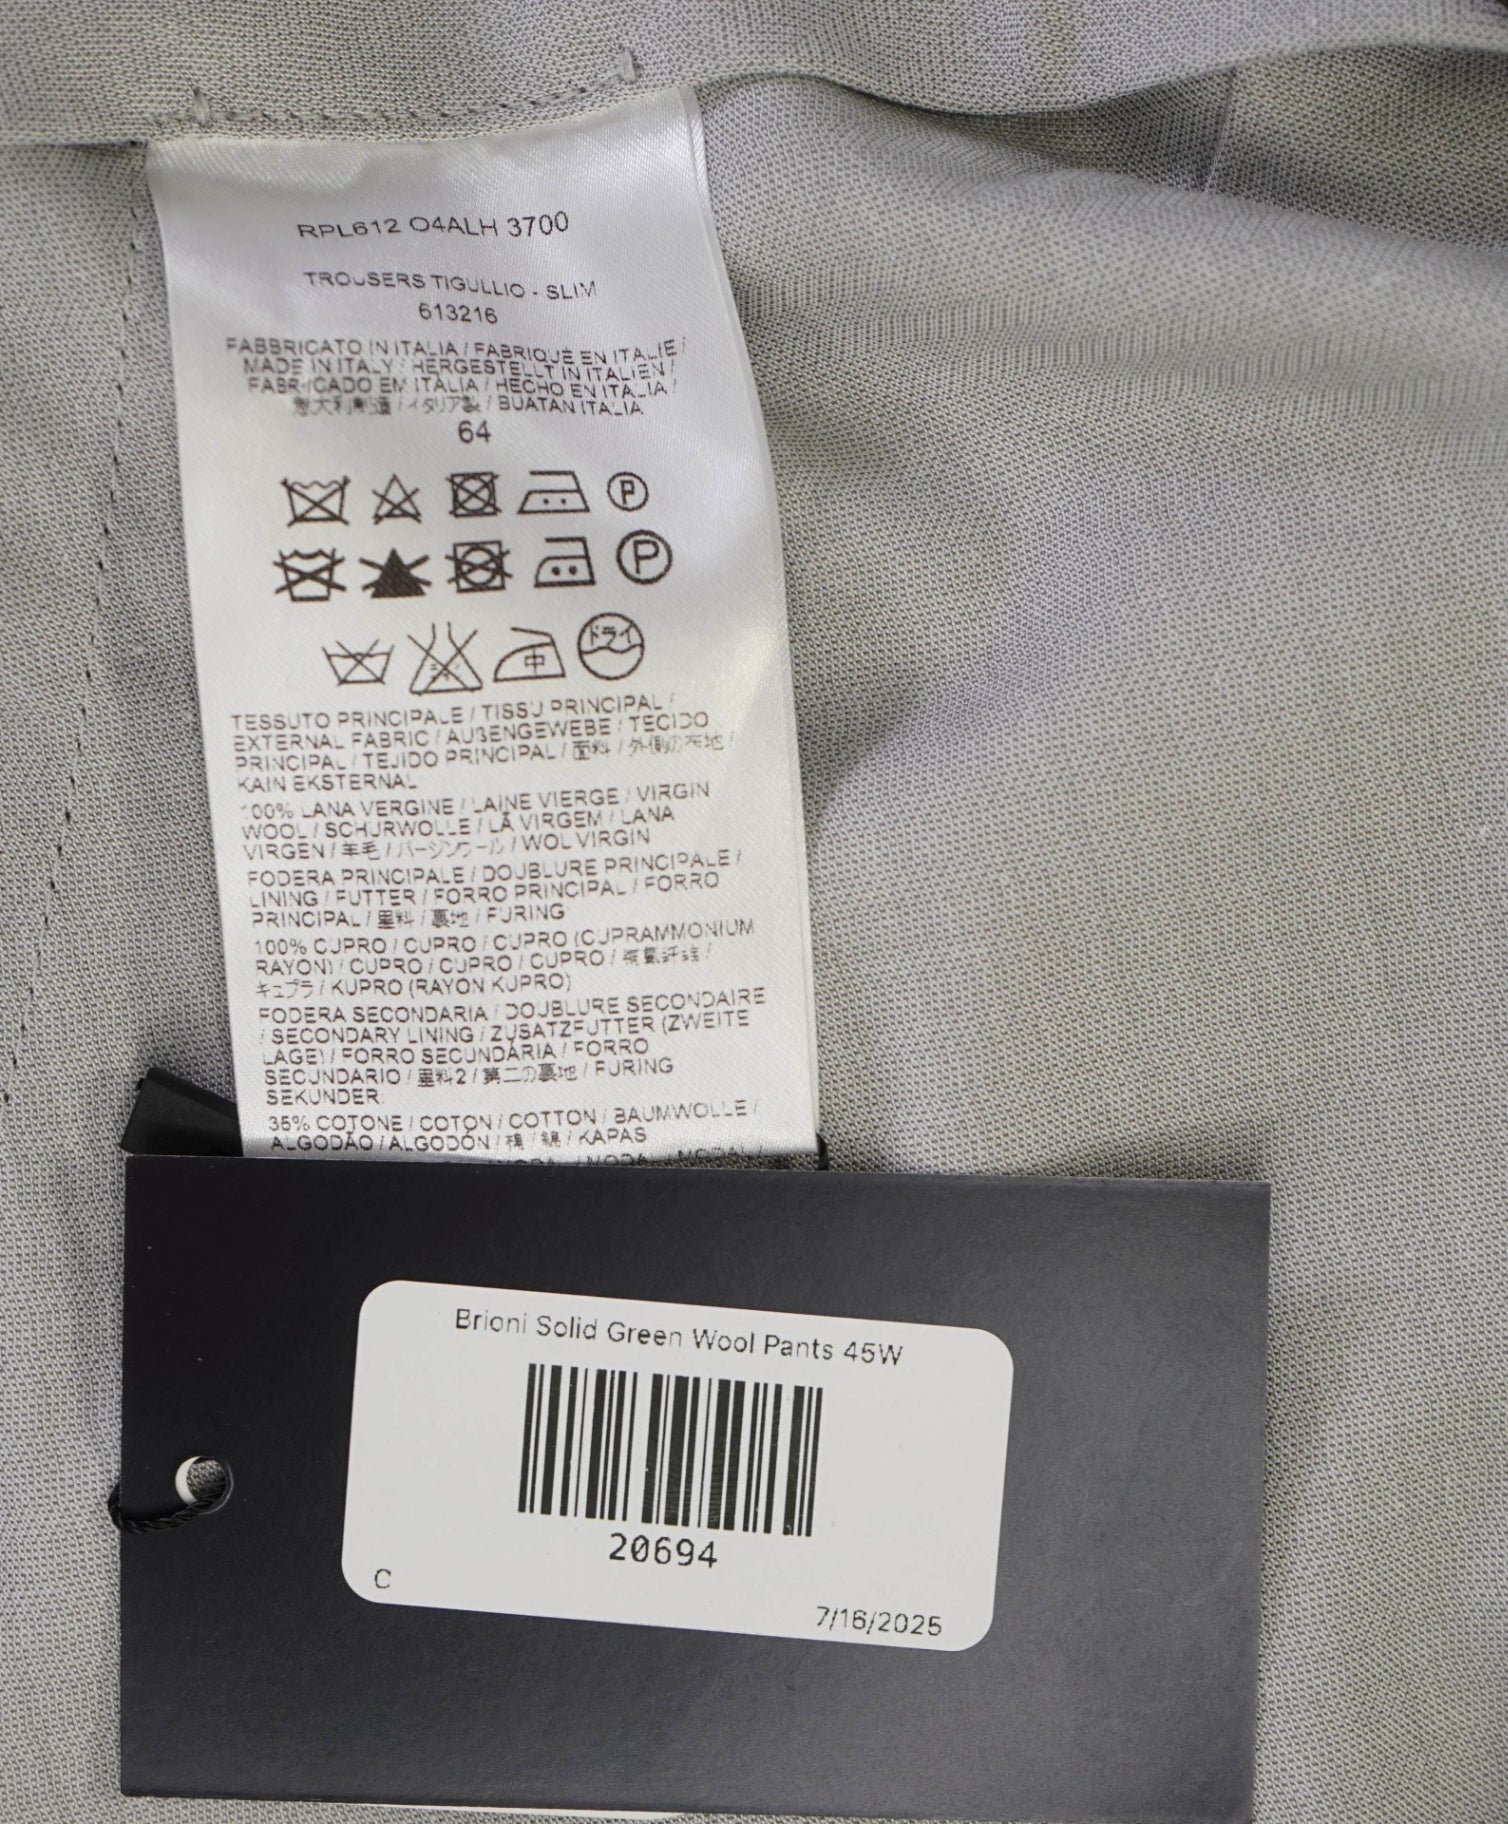 RPL612 O4ALH 3700
TROUSERS TIGULLIO - SLIM
613216
FABBRICATO IN ITALIA / FABRIQUÉ EN ITALIE /
MADE IN ITALY / HERGESTELLT IN ITALIEN /
FABRICADO EM ITÁLIA / HECHO EN ITALIA /
意大利制造 / イタリア製 / BUATAN ITALIA
64
P
P
中 ドライ
TESSUTO PRINCIPALE / TISSU PRINCIPAL /
EXTERNAL FABRIC / AUßENGEWEBE / TECIDO
PRINCIPAL / TEJIDO PRINCIPAL / 面料 / 外側の布地 /
KAIN EKSTERNAL
100% LANA VERGINE / LAINE VIERGE / VIRGIN
WOOL / SCHURWOLLE / LÃ VIRGEM / LANA
VIRGEN / 羊毛 / バージンウール / WOL VIRGIN
FODERA PRINCIPALE / DOUBLURE PRINCIPALE /
LINING / FUTTER / FORRO PRINCIPAL / FORRO
PRINCIPAL / 里料 / 裏地 / FURING
100% CUPRO / CUPRO / CUPRO (CUPRAMMONIUM
RAYON) / CUPRO / CUPRO / CUPRO / /
キュプラ / KUPRO (RAYON KUPRO)
FODERA SECONDARIA / DOUBLURE SECONDAIRE
/ SECONDARY LINING / ZUSATZFUTTER (ZWEITE
LAGE) / FORRO SECUNDÁRIA / FORRO
SECUNDARIO / 里料2 / 第二の裏地 / FURING
SEKUNDER
35% COTONE / COTON / COTTON / BAUMWOLLE /
ALGODÃO / ALGODÓN / 棉 / 綿 / KAPAS
Brioni Solid Green Wool Pants 45W
20694
C
7/16/2025